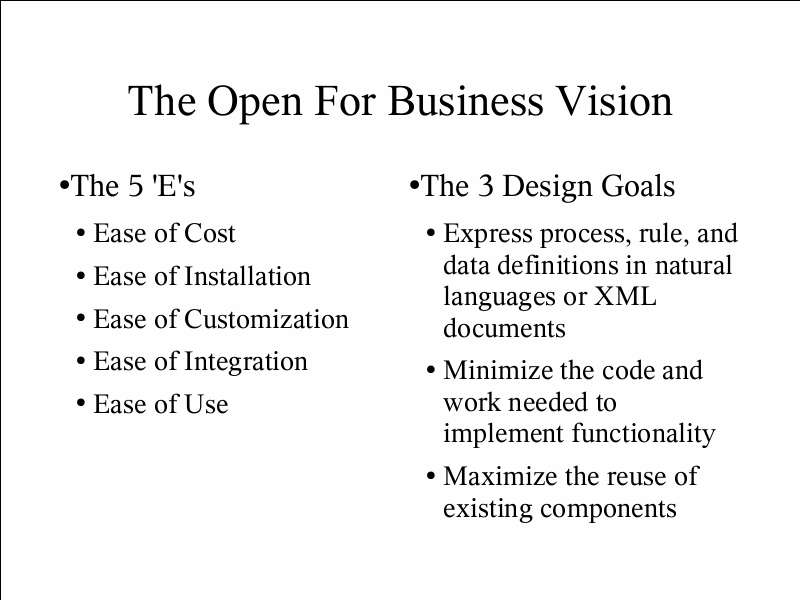 The Open For Business Vision
•The 5 'E's
• Ease of Cost
• Ease of Installation
• Ease of Customization
• Ease of Integration
• Ease of Use
•The 3 Design Goals
• Express process, rule, and
data definitions in natural
languages or XML
documents
• Minimize the code and
work needed to
implement functionality
• Maximize the reuse of
existing components